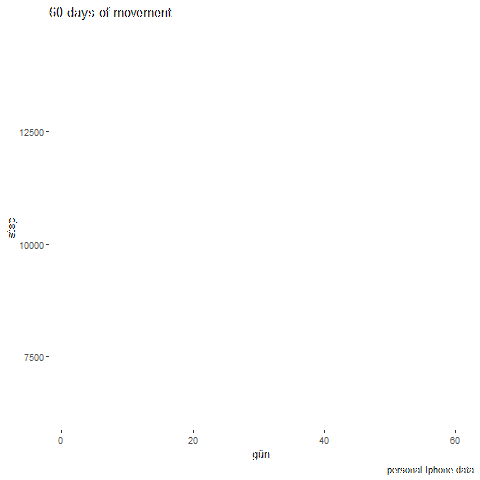 60 days of movement
12500
step
10000
7500
0 20 40 60
gün
personal Iphone data